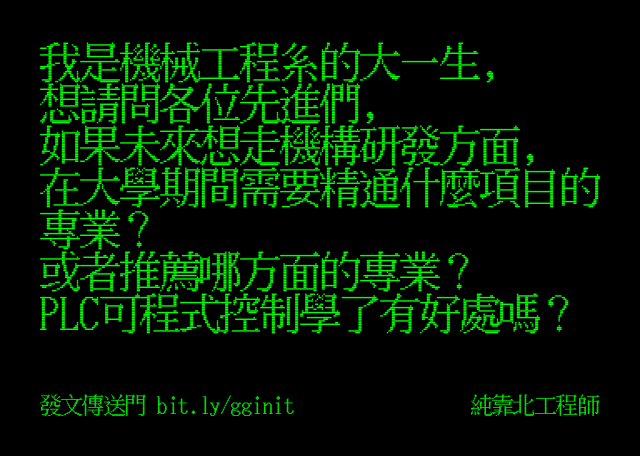 我是機械工程系的大一生，
想請問各位先進們，
如果未來想走機構研發方面，
在大學期間需要精通什麼項目的
專業？
或者推薦哪方面的專業？
PLC可程式控制學了有好處嗎？
發文傳送門 bit.ly/gginit
純靠北工程師